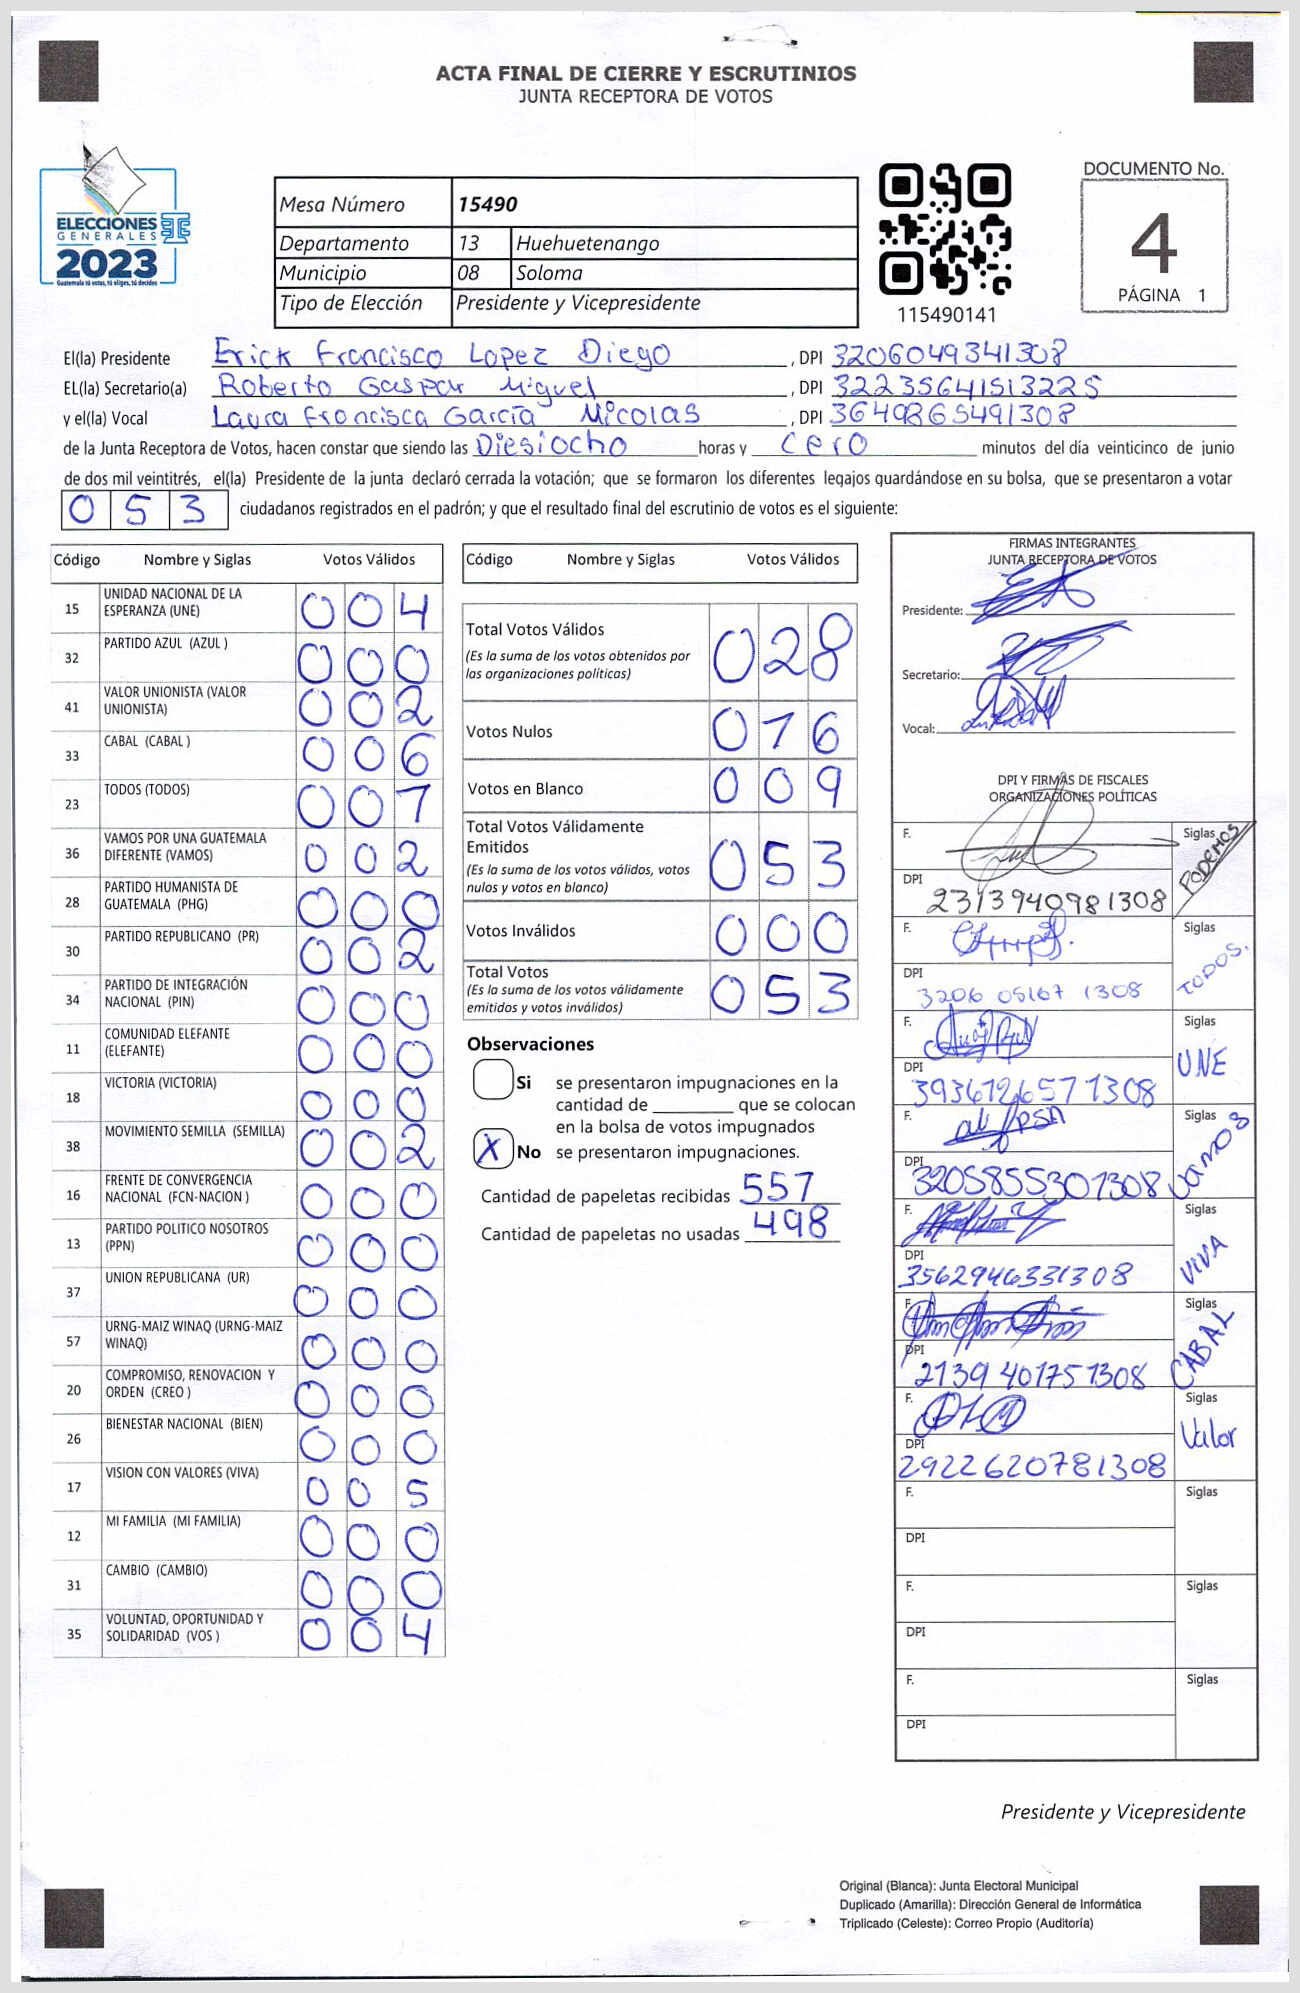 ACTA FINAL DE CIERRE Y ESCRUTINIOS
JUNTA RECEPTORA DE VOTOS
ELECCIONES
GENERALES
2023
Guatemala tú votas, tú eliges, tú decides
Mesa Número 15490
Departamento 13 Huehuetenango
Municipio 08 Soloma
Tipo de Elección Presidente y Vicepresidente
115490141
DOCUMENTO No.
4
PÁGINA 1
El(la) Presidente Erick Francisco Lopez Diego, DPI 3206049341308
EL(la) Secretario(a) Roberto Gaspar Miguel, DPI 3223564151322S
y el(la) Vocal Laura Francisca García Nicolas, DPI 3649865491308
de la Junta Receptora de Votos, hacen constar que siendo las Diesiocho horas y cero minutos del día veinticinco de junio
de dos mil veintitrés, el(la) Presidente de la junta declaró cerrada la votación; que se formaron los diferentes legajos quardándose en su bolsa, que se presentaron a votar
0 5 3 ciudadanos registrados en el padrón; y que el resultado final del escrutinio de votos es el siguiente:
Código Nombre y Siglas Votos Válidos
15 UNIDAD NACIONAL DE LA ESPERANZA (UNE) 0 0 4
32 PARTIDO AZUL (AZUL ) 0 0 0
41 VALOR UNIONISTA (VALOR UNIONISTA) 0 0 2
33 CABAL (CABAL ) 0 0 6
23 TODOS (TODOS) 0 0 7
36 VAMOS POR UNA GUATEMALA DIFERENTE (VAMOS) 0 0 2
28 PARTIDO HUMANISTA DE GUATEMALA (PHG) 0 0 0
30 PARTIDO REPUBLICANO (PR) 0 0 2
34 PARTIDO DE INTEGRACIÓN NACIONAL (PIN) 0 0 0
11 COMUNIDAD ELEFANTE (ELEFANTE) 0 0 0
18 VICTORIA (VICTORIA) 0 0 0
38 MOVIMIENTO SEMILLA (SEMILLA) 0 0 2
16 FRENTE DE CONVERGENCIA NACIONAL (FCN-NACION ) 0 0 0
13 PARTIDO POLITICO NOSOTROS (PPN) 0 0 0
37 UNION REPUBLICANA (UR) 0 0 0
57 URNG-MAIZ WINAQ (URNG-MAIZ WINAQ) 0 0 0
20 COMPROMISO, RENOVACION Y ORDEN (CREO ) 0 0 0
26 BIENESTAR NACIONAL (BIEN) 0 0 0
17 VISION CON VALORES (VIVA) 0 0 5
12 MI FAMILIA (MI FAMILIA) 0 0 0
31 CAMBIO (CAMBIO) 0 0 0
35 VOLUNTAD, OPORTUNIDAD Y SOLIDARIDAD (VOS ) 0 0 4
Código Nombre y Siglas Votos Válidos
Total Votos Válidos 0 2 8
(Es la suma de los votos obtenidos por
las organizaciones políticas)
Votos Nulos 0 16
Votos en Blanco 0 0 9
Total Votos Válidamente
Emitidos 0 5 3
(Es la suma de los votos válidos, votos
nulos y votos en blanco)
Votos Inválidos 0 0 0
Total Votos 0 5 3
(Es la suma de los votos válidamente
emitidos y votos inválidos)
Observaciones
Si se presentaron impugnaciones en la
cantidad de ________ que se colocan
en la bolsa de votos impugnados
X No se presentaron impugnaciones.
Cantidad de papeletas recibidas 557
Cantidad de papeletas no usadas 498
FIRMAS INTEGRANTES
JUNTA RECEPTORA DE VOTOS
Presidente:
Secretario:
Vocal:
DPI Y FIRMAS DE FISCALES
ORGANIZACIONES POLÍTICAS
F. Siglas PODEMOS
DPI 2313940981308
F. Siglas TODOS.
DPI 3206 05167 1308
F. Siglas UNE
DPI 3936726571308
F. Siglas Vamos
DPI 3205855301308
F. Siglas VIVA
DPI 3562946331308
F. Siglas CABAL
DPI 2139 401751308
F. Siglas Valor
DPI 2922620781308
F. Siglas
DPI
F. Siglas
DPI
F. Siglas
DPI
Presidente y Vicepresidente
Original (Blanca): Junta Electoral Municipal
Duplicado (Amarilla): Dirección General de Informática
Triplicado (Celeste): Correo Propio (Auditoría)